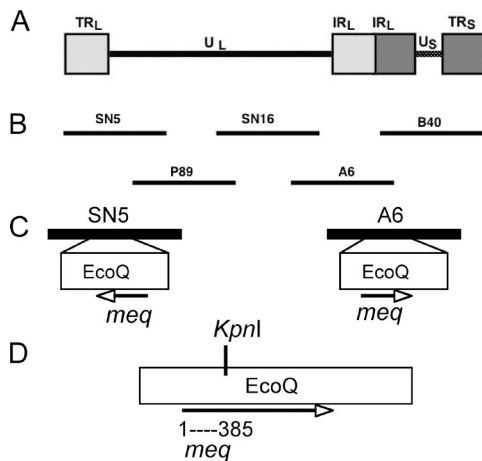 A
TRL UL IRL IRL US TRS
B
SN5 SN16 B40
P89 A6
C
SN5 A6
EcoQ EcoQ
meq meq
D
KpnI
EcoQ
1----385
meq